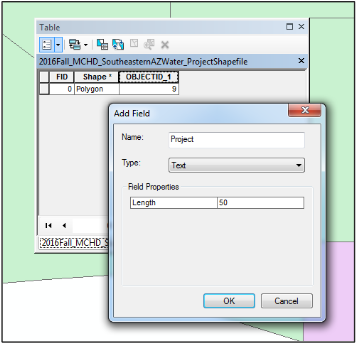 Table
2016Fall_MCHD_SoutheasternAZWater_ProjectShapefile
FID Shape * OBJECTID_1
0 Polygon 9
Add Field
Name: Project
Type: Text
Field Properties
Length 50
OK Cancel
2016Fall_MCHD_S